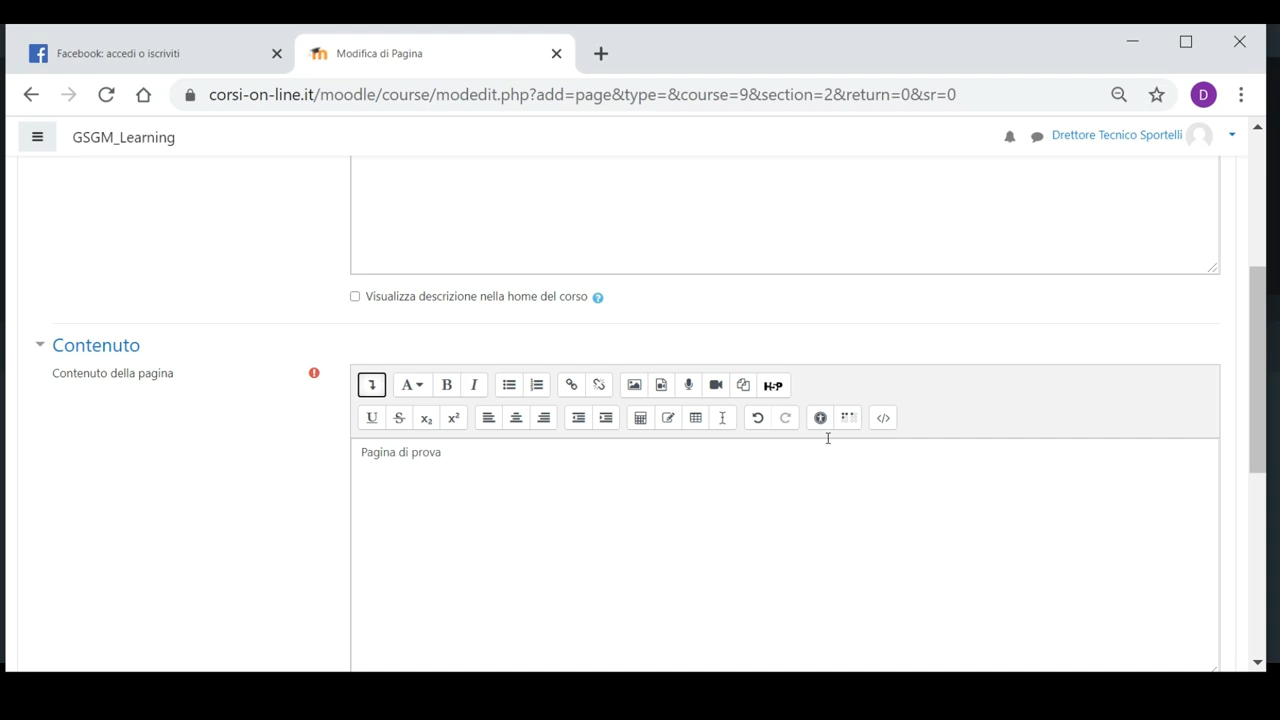 Facebook: accedi o iscriviti
Modifica di Pagina
corsi-on-line.it/moodle/course/modedit.php?add=page&type=&course=9&section=2&return=0&sr=0
D
GSGM_Learning
Drettore Tecnico Sportelli
Visualizza descrizione nella home del corso
Contenuto
Contenuto della pagina
A B I
H-P
U S x₂ x²
Pagina di prova